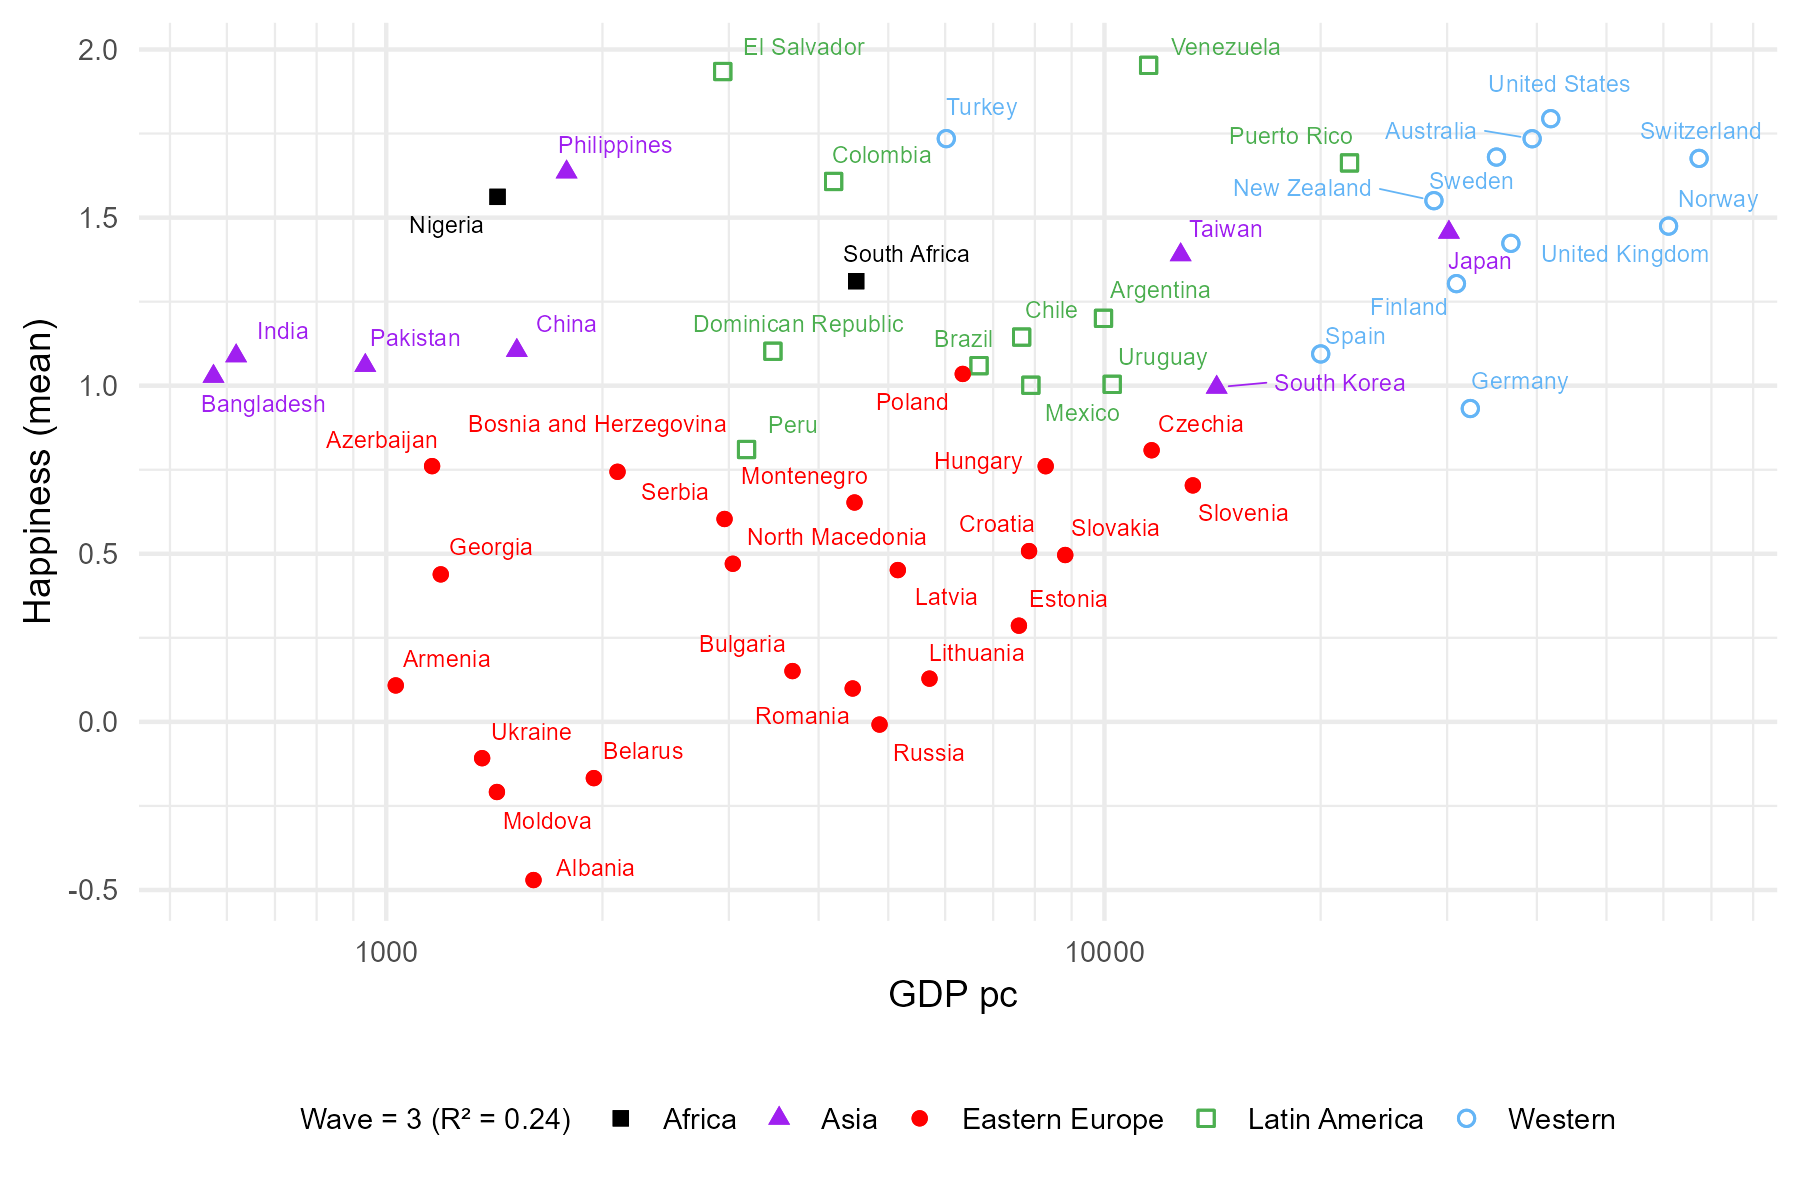 2.0
El Salvador
Venezuela
United States
Turkey
Australia
Switzerland
Puerto Rico
Philippines
Colombia
Sweden
New Zealand
Norway
1.5
Nigeria
Taiwan
South Africa
United Kingdom
Japan
Argentina
Finland
Chile
Dominican Republic
China
India
Pakistan
Brazil
Spain
Uruguay
1.0
South Korea
Germany
Bangladesh
Poland
Mexico
Bosnia and Herzegovina
Peru
Czechia
Azerbaijan
Hungary
Montenegro
Serbia
Slovenia
Croatia
Slovakia
North Macedonia
0.5
Georgia
Latvia
Estonia
Bulgaria
Lithuania
Armenia
0.0
Romania
Ukraine
Belarus
Russia
Moldova
Albania
-0.5
Happiness (mean)
1000
10000
GDP pc
Wave = 3 (R² = 0.24) Africa Asia Eastern Europe Latin America Western